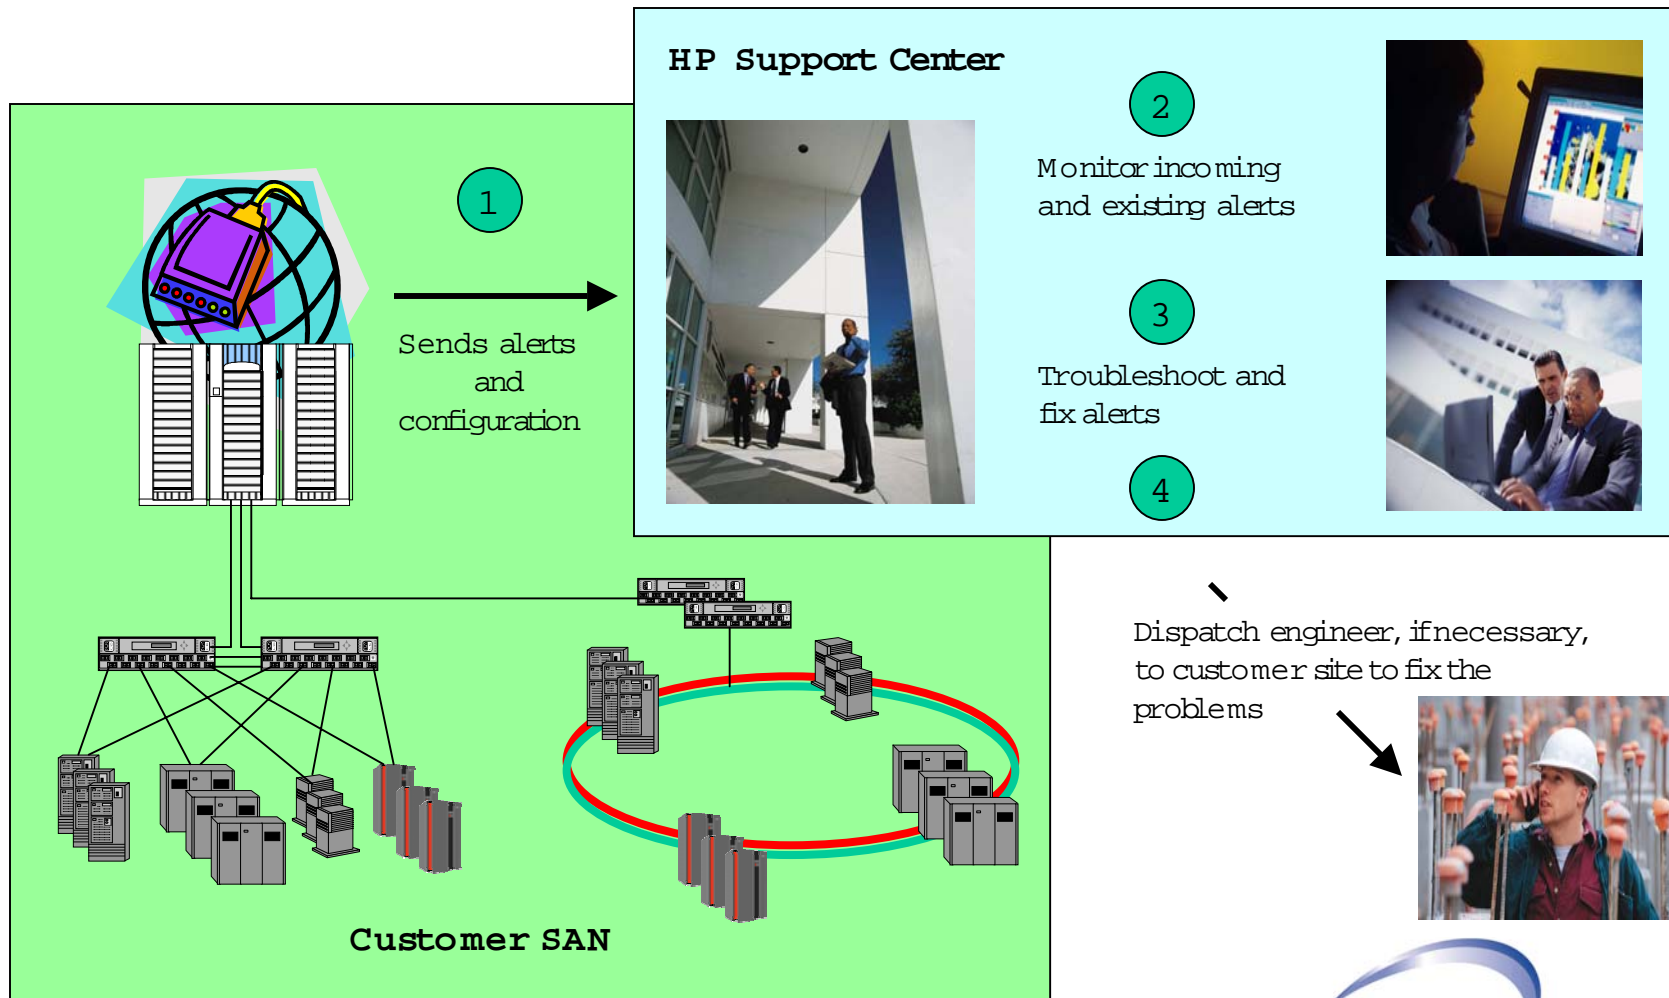 HP Support Center
1
Sends alerts
and
configuration
2
Monitor incoming
and existing alerts
3
Troubleshoot and
fix alerts
4
Dispatch engineer, if necessary,
to customer site to fix the
problems
Customer SAN